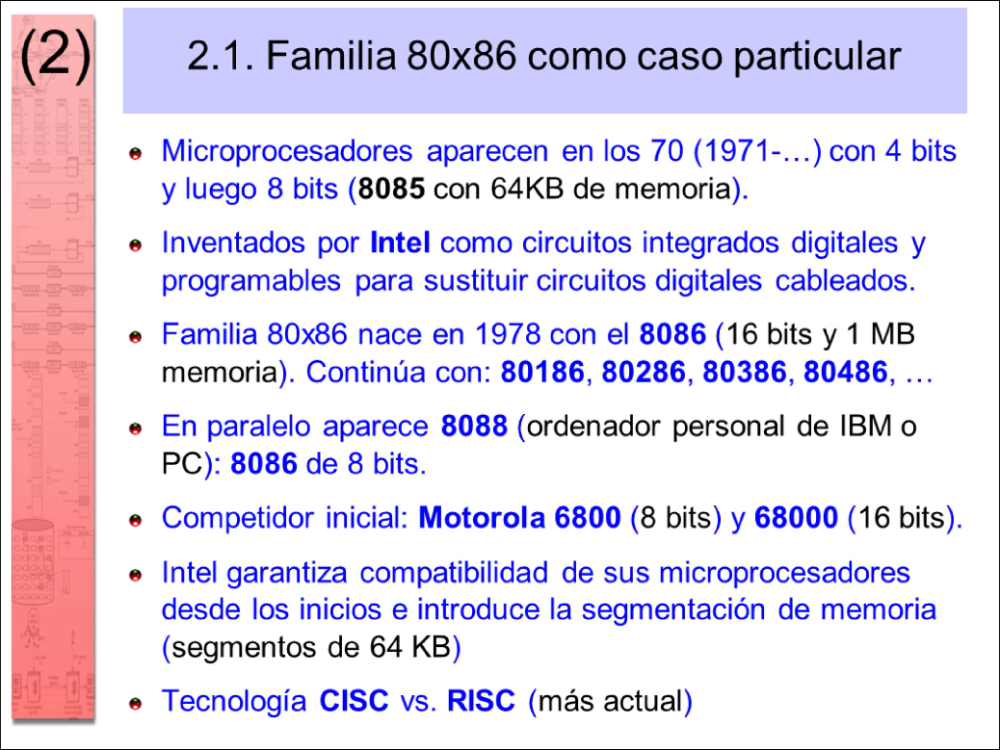 (2)
2.1. Familia 80x86 como caso particular
Microprocesadores aparecen en los 70 (1971-…) con 4 bits
y luego 8 bits (8085 con 64KB de memoria).
Inventados por Intel como circuitos integrados digitales y
programables para sustituir circuitos digitales cableados.
Familia 80x86 nace en 1978 con el 8086 (16 bits y 1 MB
memoria). Continúa con: 80186, 80286, 80386, 80486, …
En paralelo aparece 8088 (ordenador personal de IBM o
PC): 8086 de 8 bits.
Competidor inicial: Motorola 6800 (8 bits) y 68000 (16 bits).
Intel garantiza compatibilidad de sus microprocesadores
desde los inicios e introduce la segmentación de memoria
(segmentos de 64 KB)
Tecnología CISC vs. RISC (más actual)